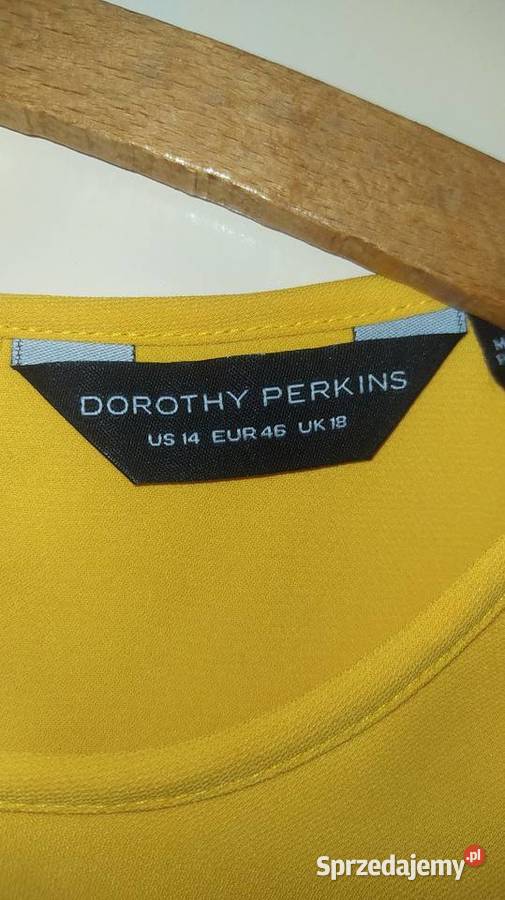 DOROTHY PERKINS
US 14 EUR 46 UK 18
Sprzedajemy.pl